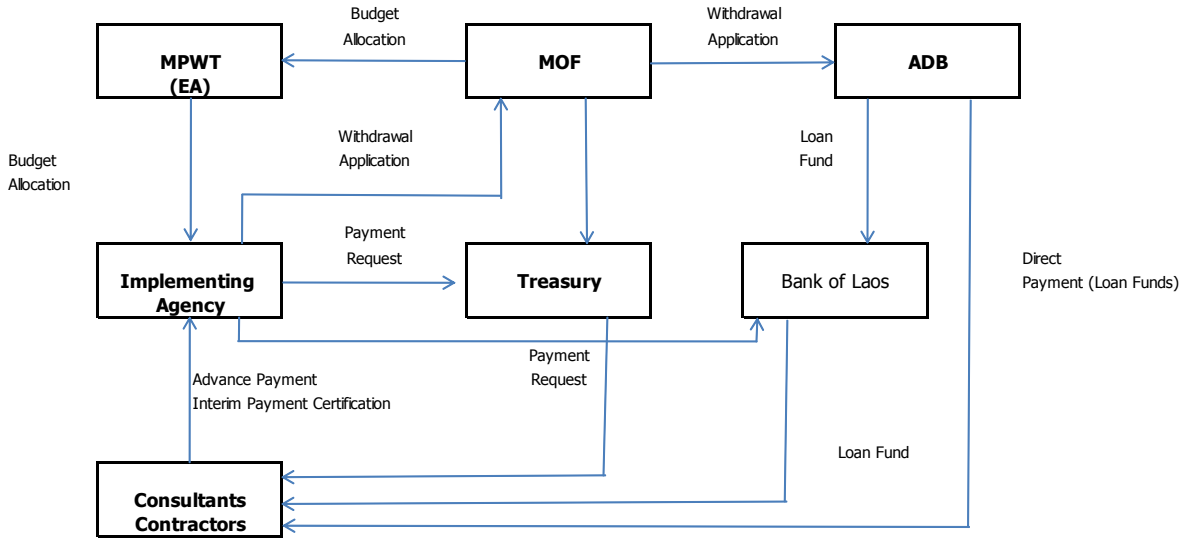 Budget
Allocation
Withdrawal
Application
MPWT
(EA)
MOF
ADB
Budget
Allocation
Withdrawal
Application
Loan
Fund
Payment
Request
Implementing
Agency
Treasury
Bank of Laos
Direct
Payment (Loan Funds)
Payment
Request
Advance Payment
Interim Payment Certification
Loan Fund
Consultants
Contractors